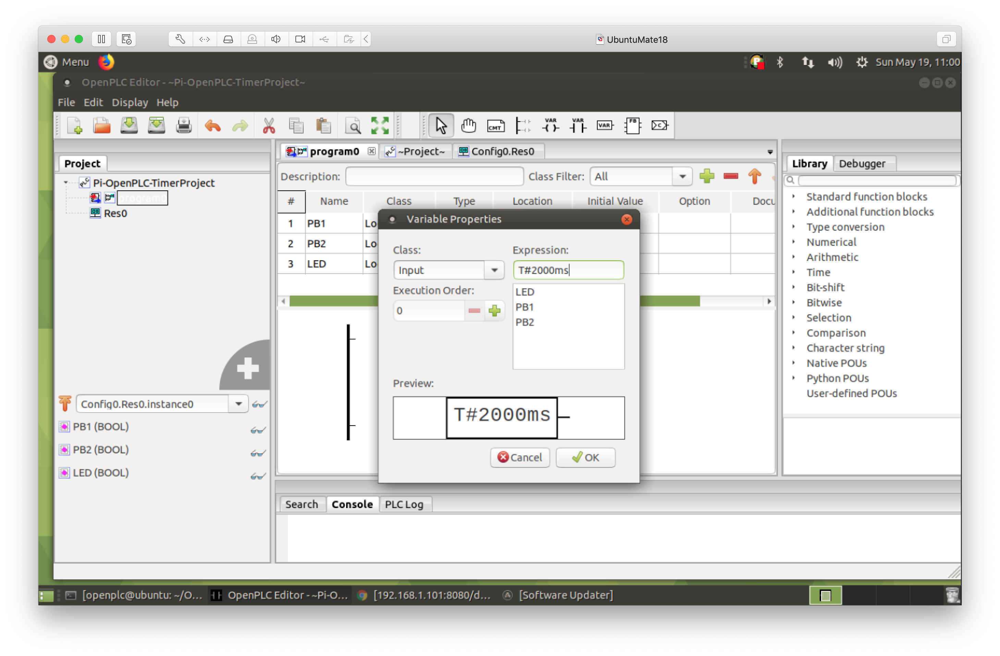 UbuntuMate18
Menu
Sun May 19, 11:00
OpenPLC Editor - ~Pi-OpenPLC-TimerProject~
File Edit Display Help
CMT VAR VAR VAR FB C
Project
Pi-OpenPLC-TimerProject
program0
Res0
Config0.Res0.instance0
PB1 (BOOL)
PB2 (BOOL)
LED (BOOL)
program0 ~Project~ Config0.Res0
Description: Class Filter: All
# Name Class Type Location Initial Value Option Docu
1 PB1 Lo
2 PB2 Lo
3 LED Lo
Variable Properties
Class: Expression:
Input T#2000ms
Execution Order:
0
LED
PB1
PB2
Preview:
T#2000ms
Cancel OK
Library Debugger
Standard function blocks
Additional function blocks
Type conversion
Numerical
Arithmetic
Time
Bit-shift
Bitwise
Selection
Comparison
Character string
Native POUs
Python POUs
User-defined POUs
Search Console PLC Log
[openplc@ubuntu: ~/O... OpenPLC Editor - ~Pi-O... [192.168.1.101:8080/d... [Software Updater]